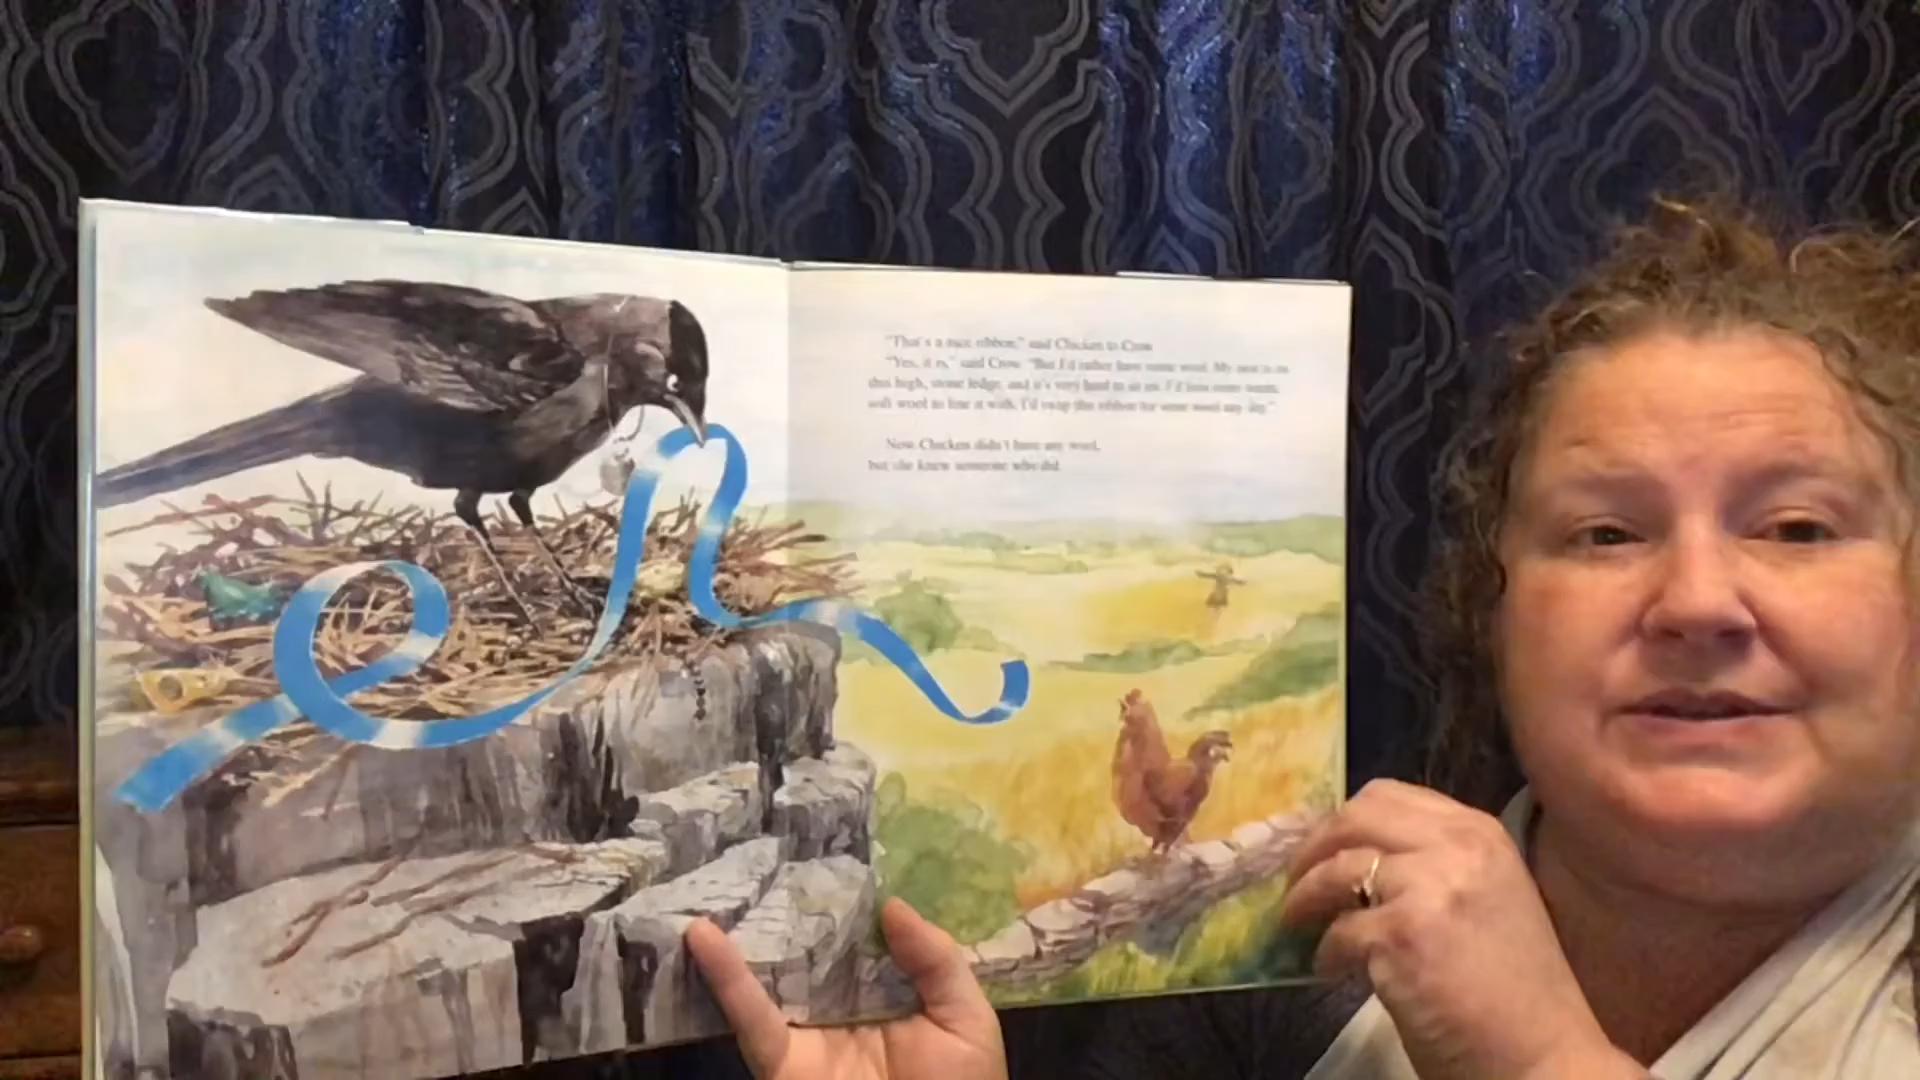 "That's a nice ribbon," said Chicken to Crow.
"Yes, it is," said Crow. "But I'd rather have some wool. My nest is on
this high, stone ledge, and it's very hard to sit on. I'd love some warm,
soft wool to line it with. I'd swap this ribbon for some wool any day."
Now, Chicken didn't have any wool,
but she knew someone who did.